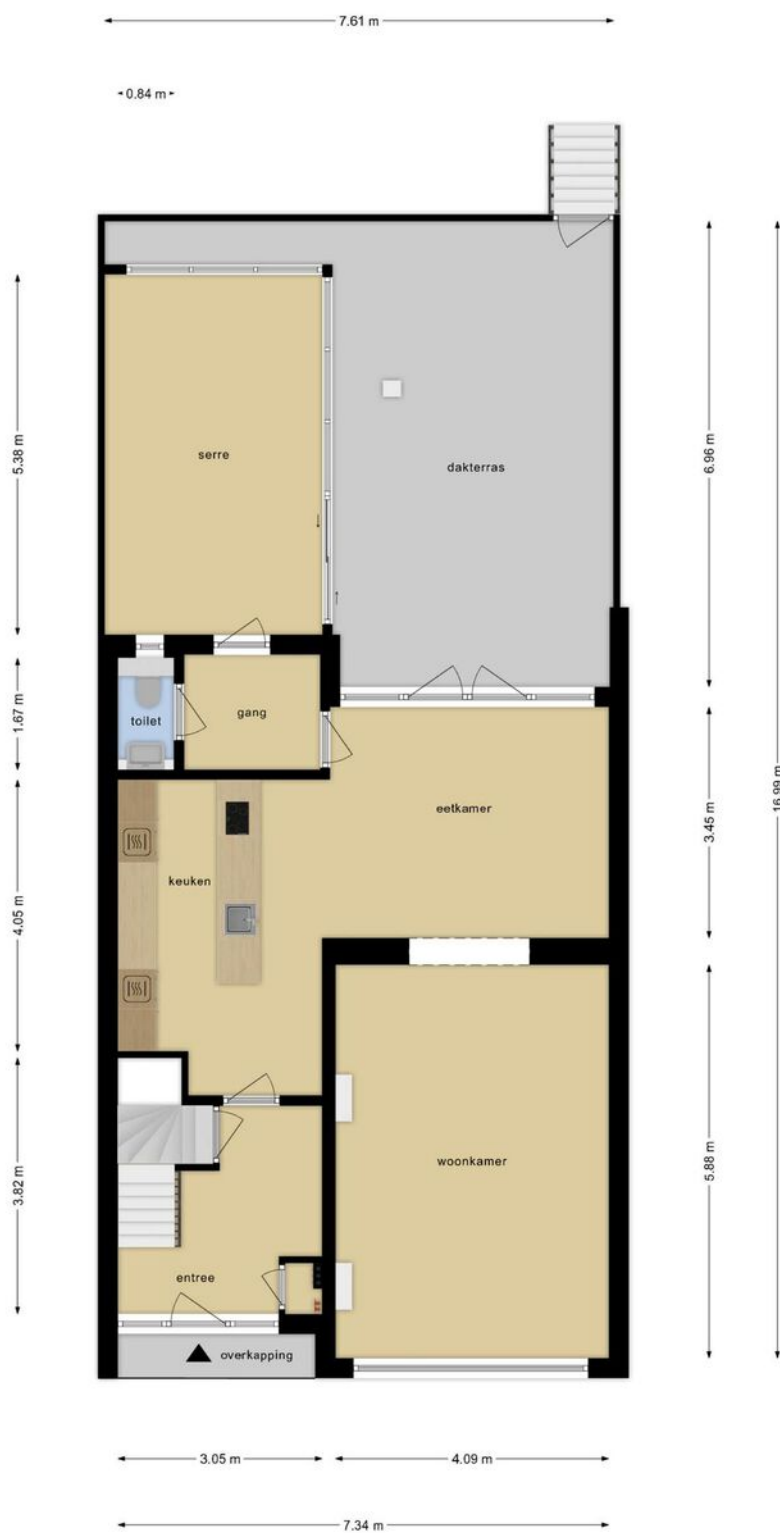 7.61 m
0.84 m
5.38 m
serre
dakterras
6.96 m
1.67 m
toilet
gang
16.99 m
eetkamer
3.45 m
keuken
4.05 m
woonkamer
5.88 m
3.82 m
entree
overkapping
3.05 m
4.09 m
7.34 m